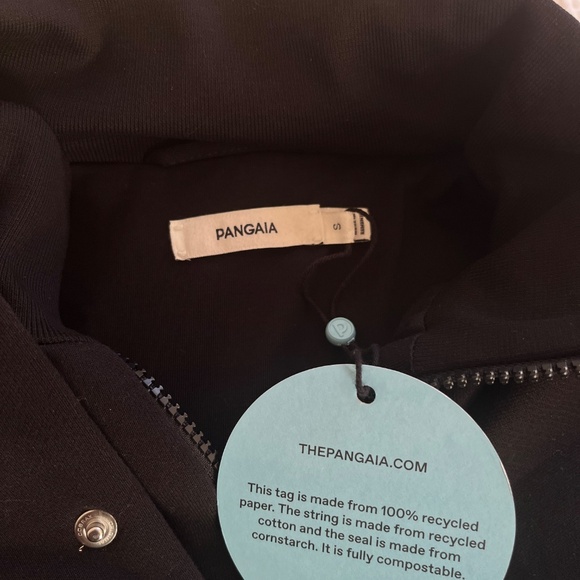 PANGAIA
S
P
THEPANGAIA.COM
This tag is made from 100% recycled
paper. The string is made from recycled
cotton and the seal is made from
cornstarch. It is fully compostable.